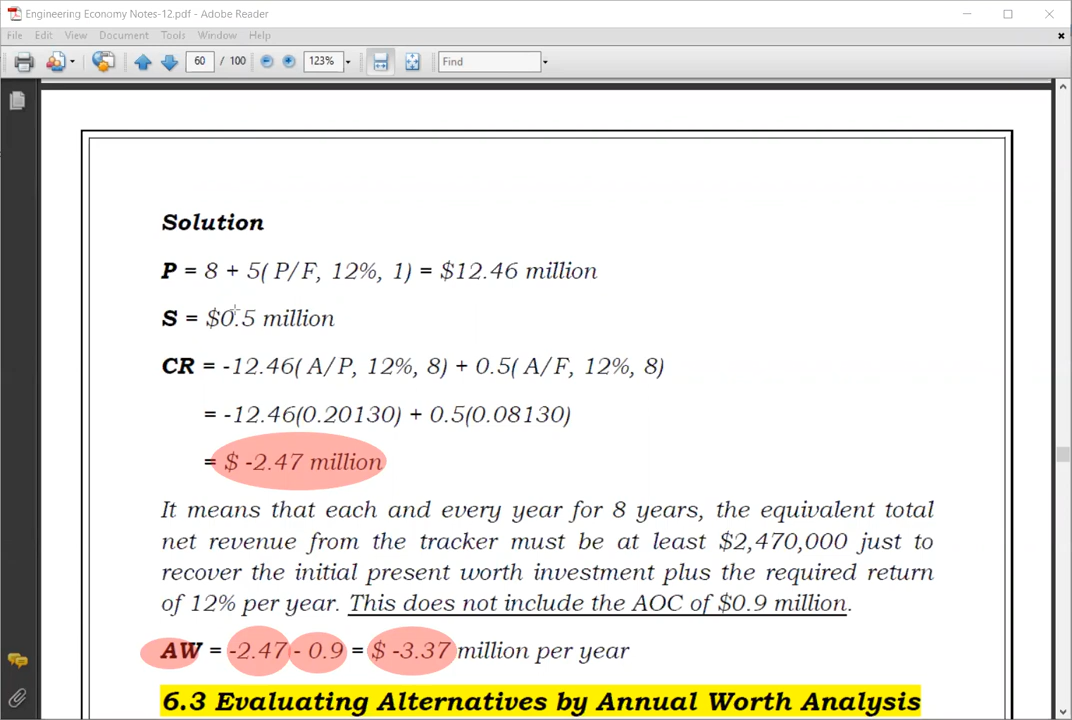 Engineering Economy Notes-12.pdf - Adobe Reader
File Edit View Document Tools Window Help
60 / 100 123% Find
Solution
P = 8 + 5( P/F, 12%, 1) = $12.46 million
S = $0.5 million
CR = -12.46( A/P, 12%, 8) + 0.5( A/F, 12%, 8)
= -12.46(0.20130) + 0.5(0.08130)
= $ -2.47 million
It means that each and every year for 8 years, the equivalent total
net revenue from the tracker must be at least $2,470,000 just to
recover the initial present worth investment plus the required return
of 12% per year. This does not include the AOC of $0.9 million.
AW = -2.47 - 0.9 = $ -3.37 million per year
6.3 Evaluating Alternatives by Annual Worth Analysis